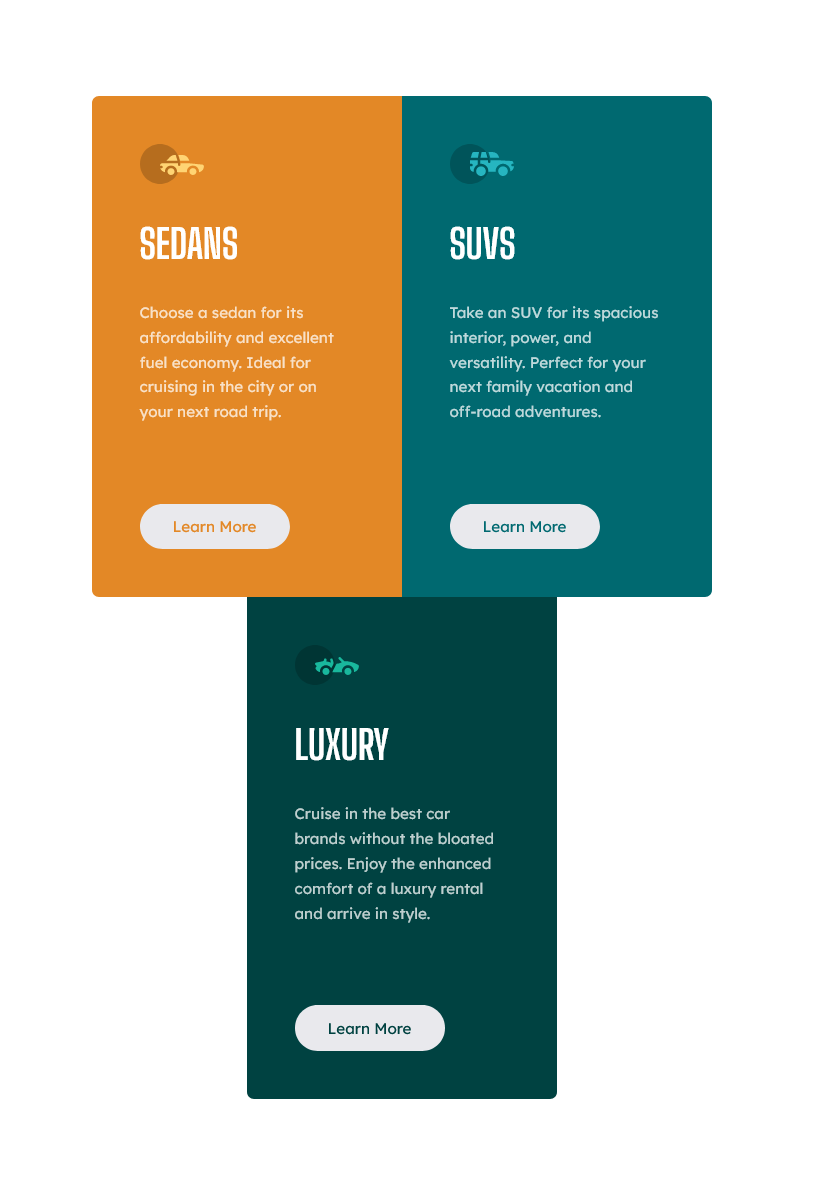 SEDANS
Choose a sedan for its
affordability and excellent
fuel economy. Ideal for
cruising in the city or on
your next road trip.
Learn More
SUVS
Take an SUV for its spacious
interior, power, and
versatility. Perfect for your
next family vacation and
off-road adventures.
Learn More
LUXURY
Cruise in the best car
brands without the bloated
prices. Enjoy the enhanced
comfort of a luxury rental
and arrive in style.
Learn More